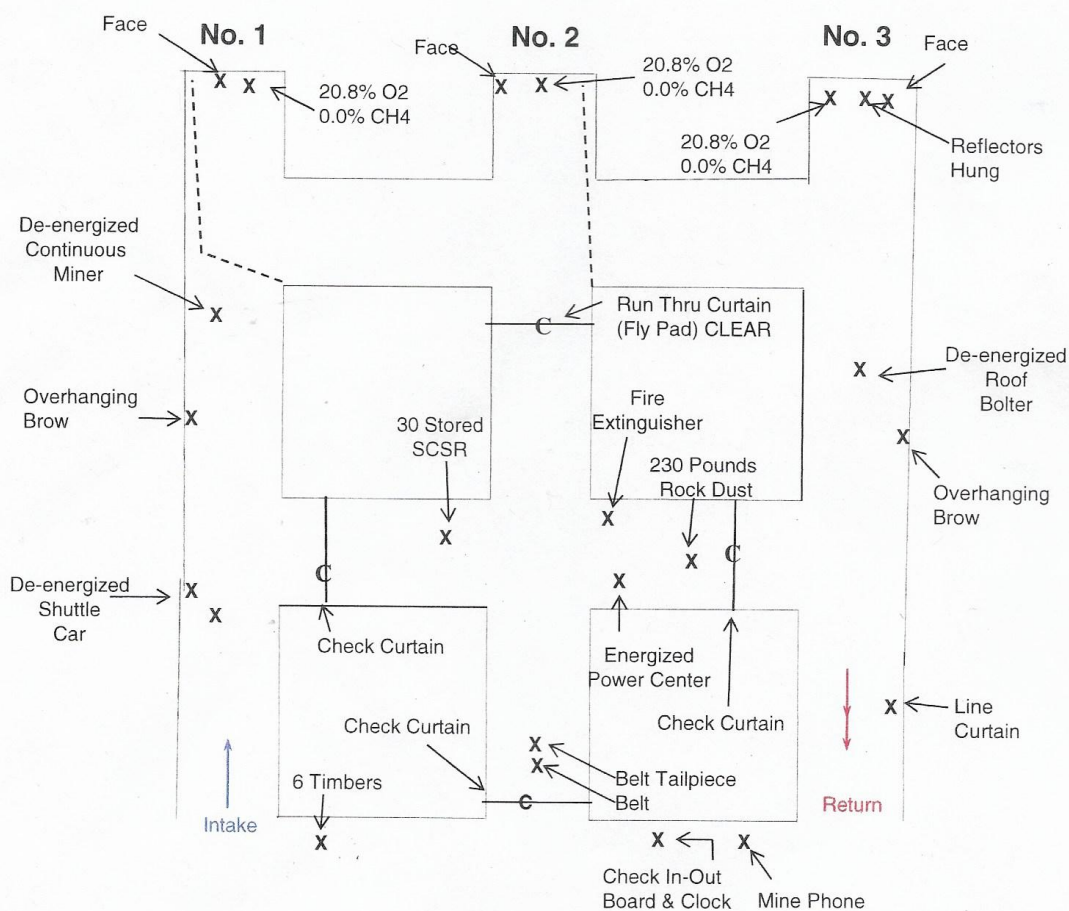 No. 1
No. 2
No. 3
Face
Face
Face
X X
X X
X X X
20.8% O2
0.0% CH4
20.8% O2
0.0% CH4
20.8% O2
0.0% CH4
Reflectors
Hung
De-energized
Continuous
Miner
X
Run Thru Curtain
(Fly Pad) CLEAR
C
De-energized
Roof
Bolter
X
Overhanging
Brow
X
30 Stored
SCSR
X
Fire
Extinguisher
X
230 Pounds
Rock Dust
X
Overhanging
Brow
X
C
C
De-energized
Shuttle
Car
X
X
X
Check Curtain
Energized
Power Center
Check Curtain
X
Line
Curtain
Check Curtain
X
X
Belt Tailpiece
Belt
C
6 Timbers
X
Intake
Return
X
X
Check In-Out
Board & Clock
Mine Phone